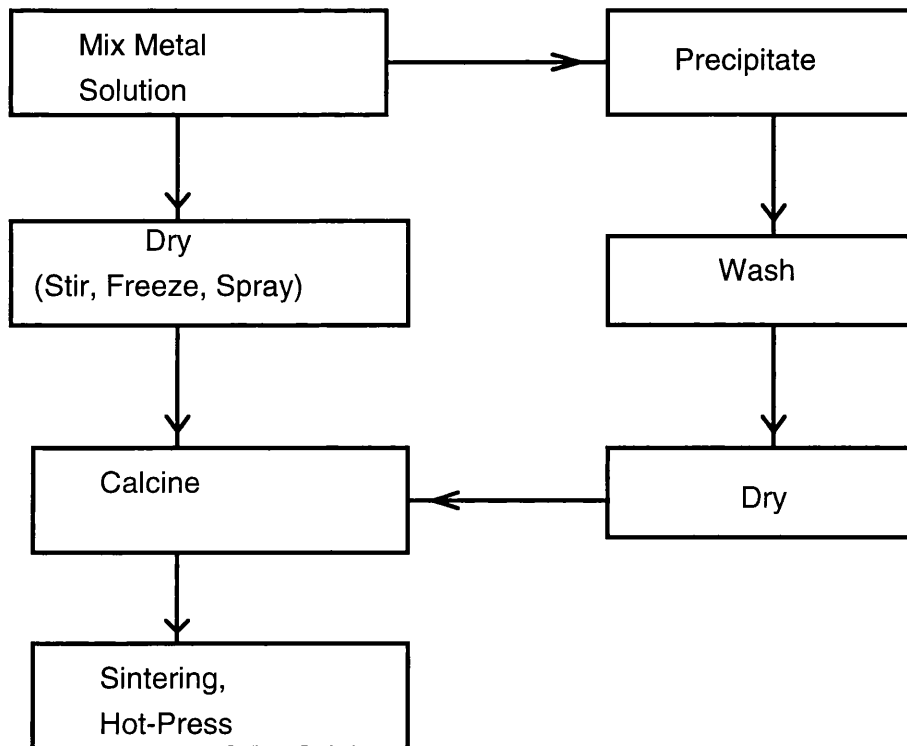 Mix Metal
Solution
Precipitate
Dry
(Stir, Freeze, Spray)
Wash
Calcine
Dry
Sintering,
Hot-Press